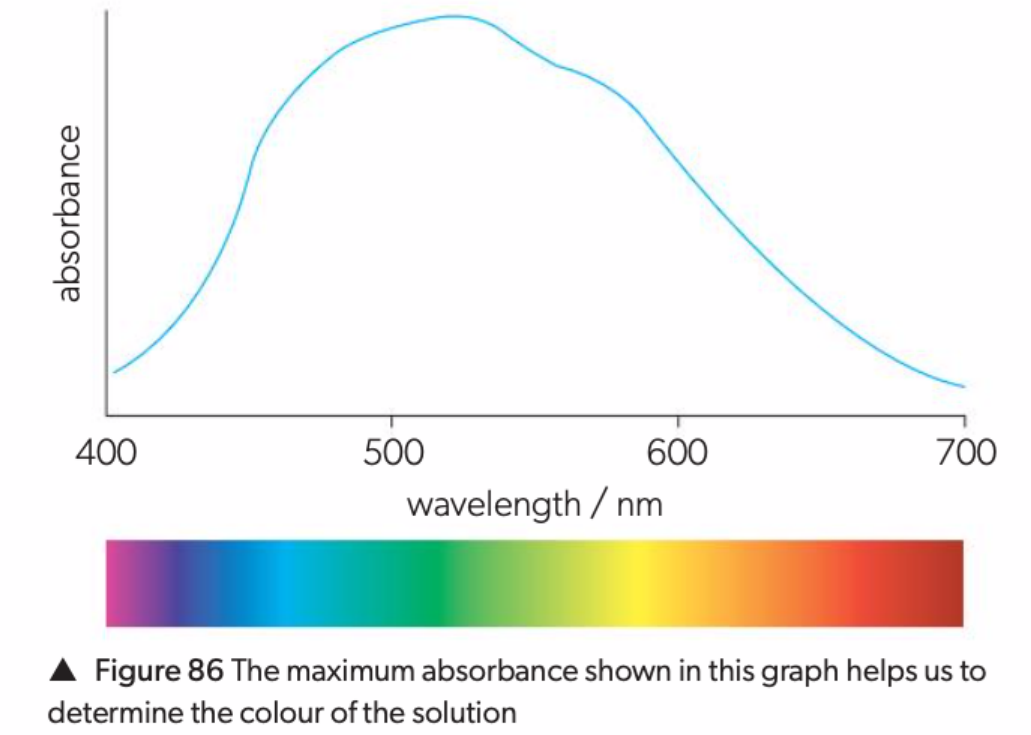 absorbance
400 500 600 700
wavelength / nm
▲ Figure 86 The maximum absorbance shown in this graph helps us to
determine the colour of the solution